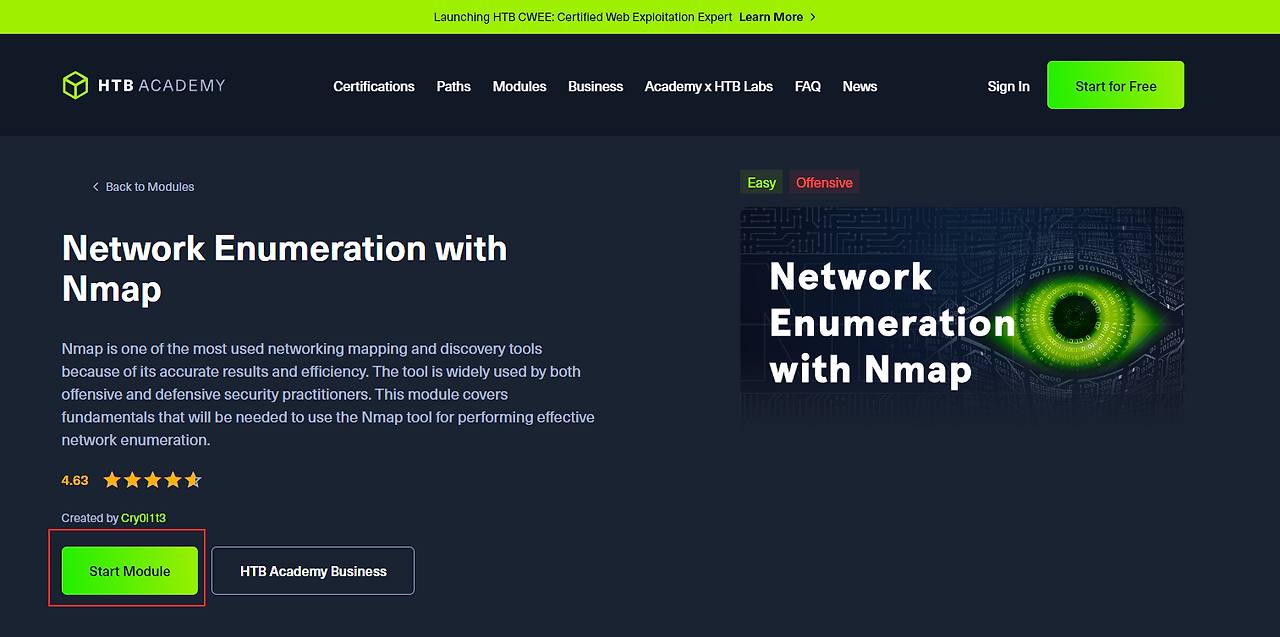 Launching HTB CWEE: Certified Web Exploitation Expert Learn More
HTB ACADEMY
Certifications Paths Modules Business Academy x HTB Labs FAQ News
Sign In Start for Free
Back to Modules
Easy Offensive
Network Enumeration with
Nmap
Nmap is one of the most used networking mapping and discovery tools
because of its accurate results and efficiency. The tool is widely used by both
offensive and defensive security practitioners. This module covers
fundamentals that will be needed to use the Nmap tool for performing effective
network enumeration.
4.63
Created by Cry0l1t3
Start Module HTB Academy Business
Network
Enumeration
with Nmap